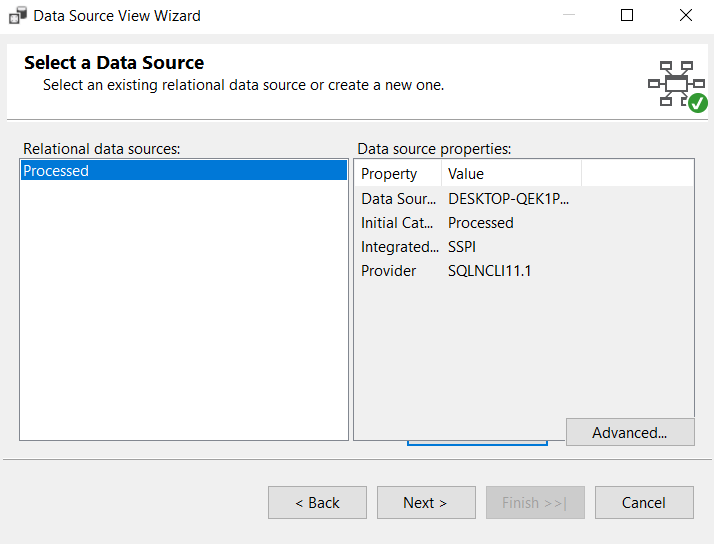 Data Source View Wizard
Select a Data Source
Select an existing relational data source or create a new one.
Relational data sources:
Processed
Data source properties:
Property Value
Data Sour... DESKTOP-QEK1P...
Initial Cat... Processed
Integrated... SSPI
Provider SQLNCLI11.1
Advanced...
< Back Next > Finish >>| Cancel